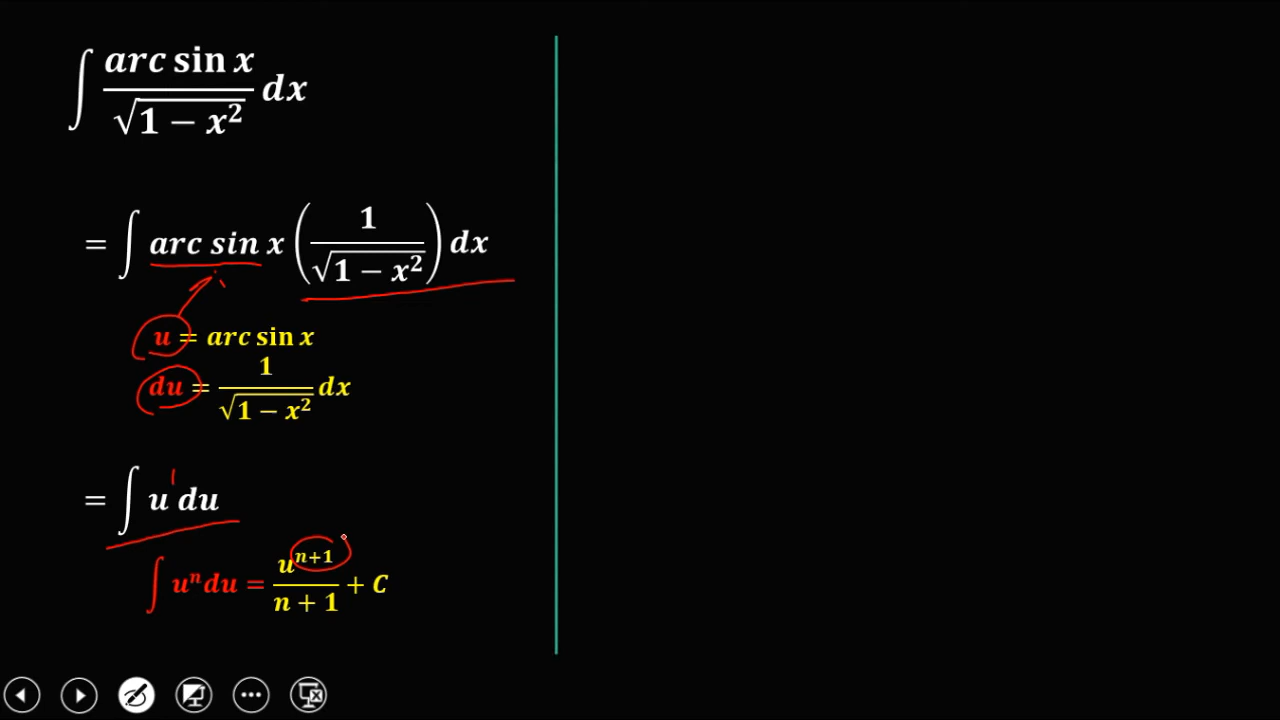 ∫ arc sin x / √(1 − x²) dx
= ∫ arc sin x (1 / √(1 − x²)) dx
u = arc sin x
du = 1 / √(1 − x²) dx
= ∫ u¹ du
∫ uⁿ du = uⁿ⁺¹ / (n + 1) + C